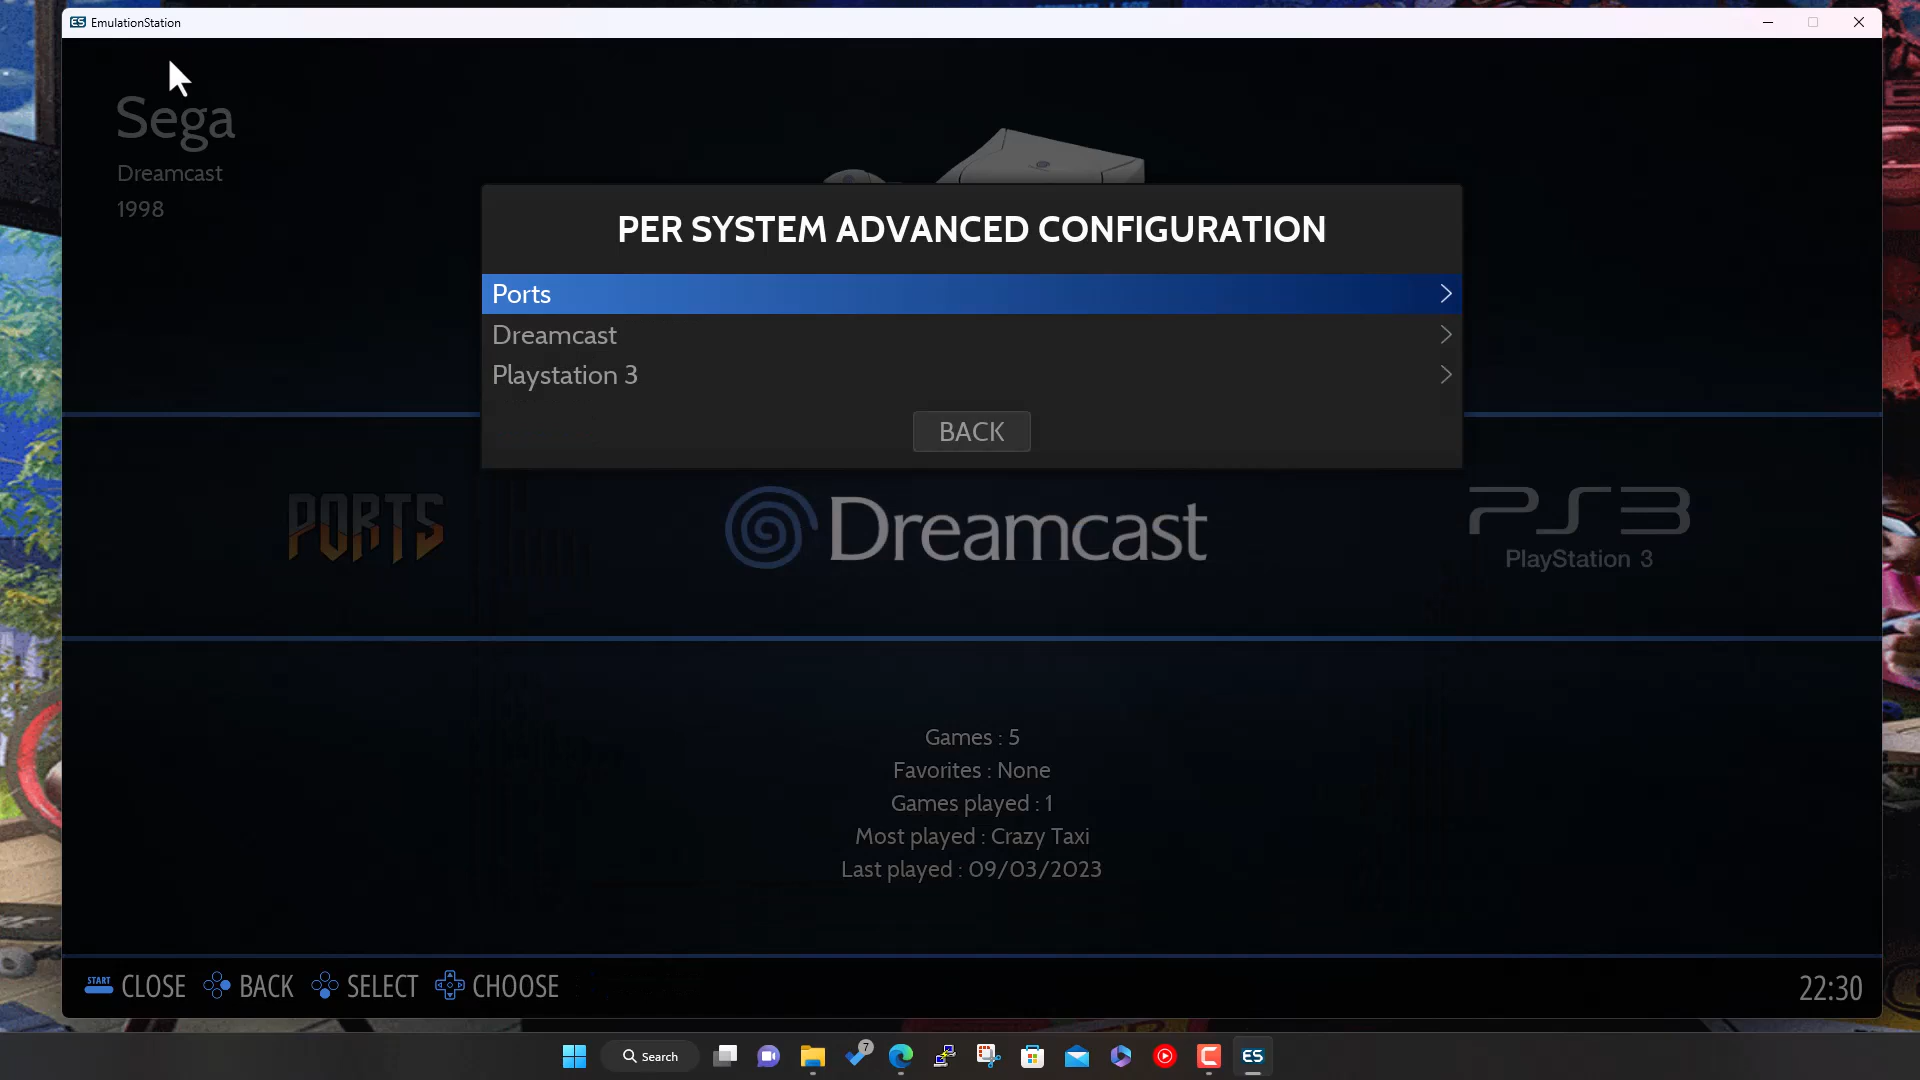 ES EmulationStation
Sega
Dreamcast
1998
PER SYSTEM ADVANCED CONFIGURATION
Ports
Dreamcast
Playstation 3
BACK
PORTS
Dreamcast
PS3
PlayStation 3
Games : 5
Favorites : None
Games played : 1
Most played : Crazy Taxi
Last played : 09/03/2023
START CLOSE BACK SELECT CHOOSE
22:30
Search
7
ES